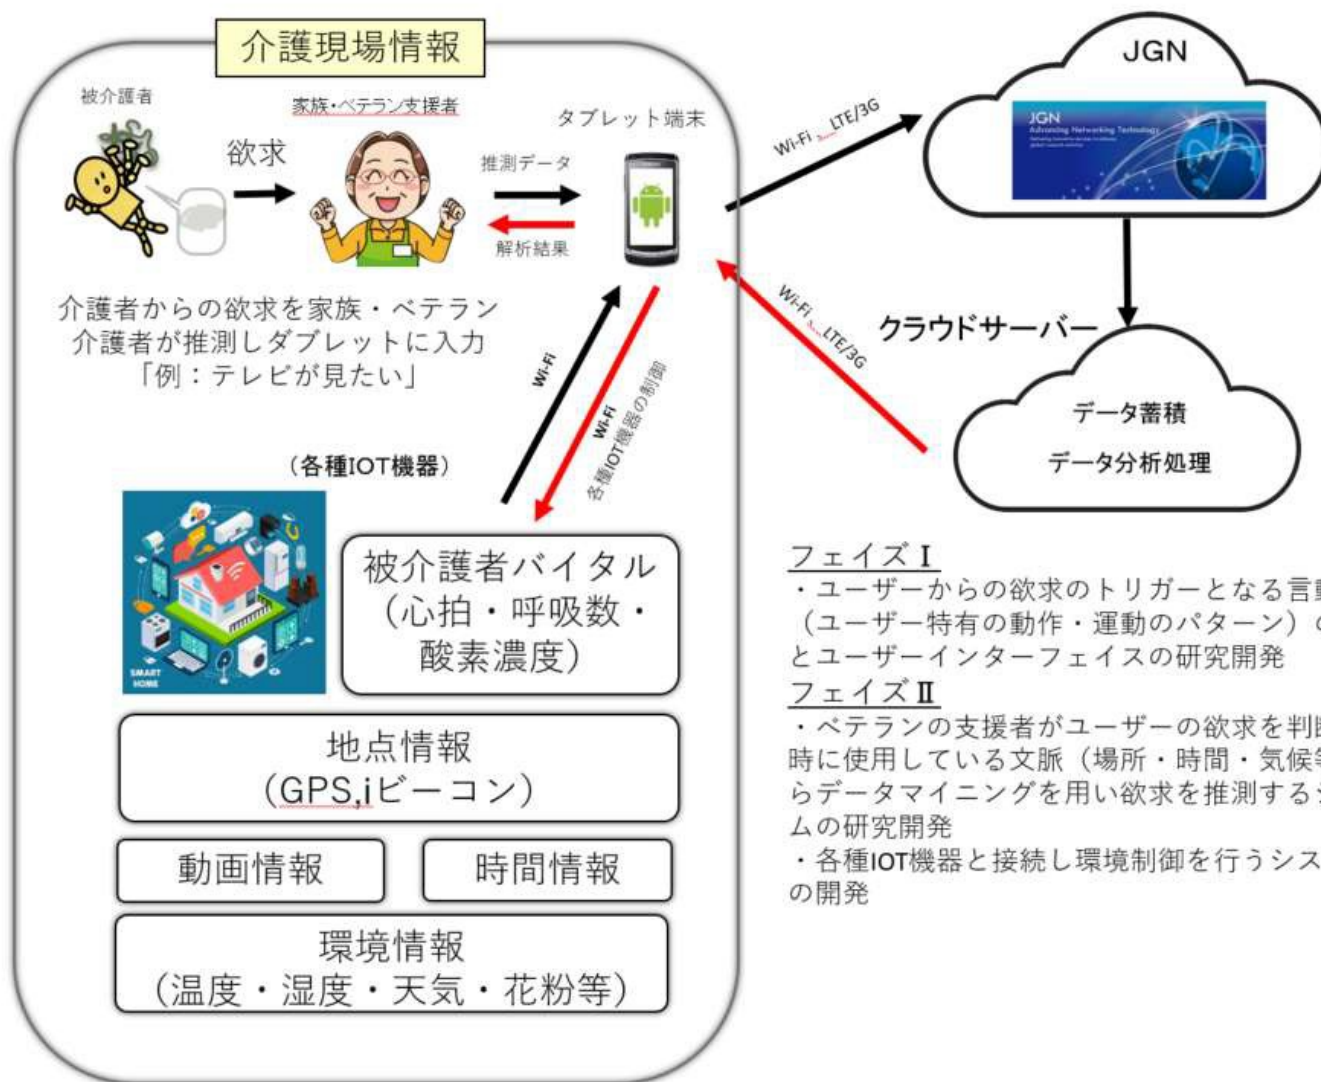 介護現場情報
被介護者
欲求
家族・ベテラン支援者
推測データ
解析結果
タブレット端末
介護者からの欲求を家族・ベテラン
介護者が推測しダブレットに入力
「例：テレビが見たい」
Wi-Fi
Wi-Fi
各種IOT機器の制御
(各種IOT機器)
SMART
HOME
被介護者バイタル
（心拍・呼吸数・
酸素濃度）
地点情報
（GPS,iビーコン）
動画情報
時間情報
環境情報
（温度・湿度・天気・花粉等）
Wi-Fi LTE/3G
JGN
JGN
Advancing Networking Technology
Wi-Fi LTE/3G
クラウドサーバー
データ蓄積
データ分析処理
フェイズⅠ
・ユーザーからの欲求のトリガーとなる言動
（ユーザー特有の動作・運動のパターン）の
とユーザーインターフェイスの研究開発
フェイズⅡ
・ベテランの支援者がユーザーの欲求を判断
時に使用している文脈（場所・時間・気候等
らデータマイニングを用い欲求を推測するシ
ムの研究開発
・各種IOT機器と接続し環境制御を行うシス
の開発